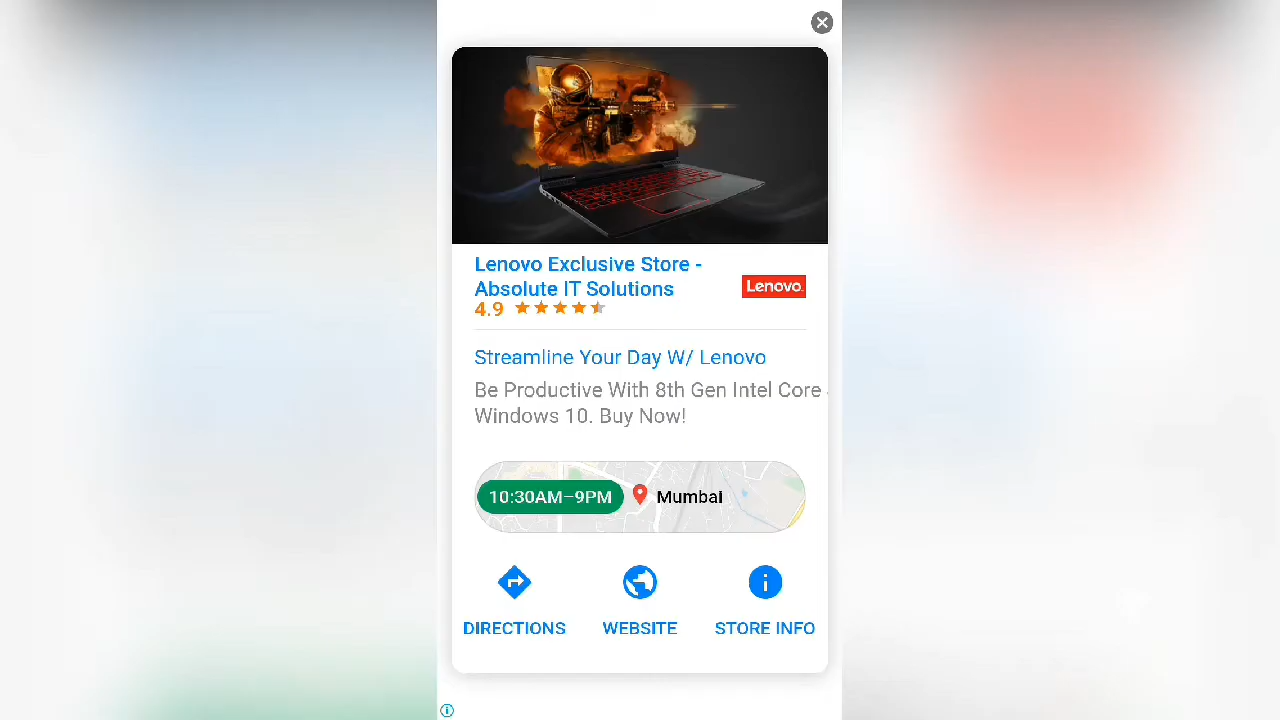 Lenovo Exclusive Store -
Absolute IT Solutions
Lenovo.
4.9
Streamline Your Day W/ Lenovo
Be Productive With 8th Gen Intel Core
Windows 10. Buy Now!
10:30AM–9PM Mumbai
DIRECTIONS WEBSITE STORE INFO